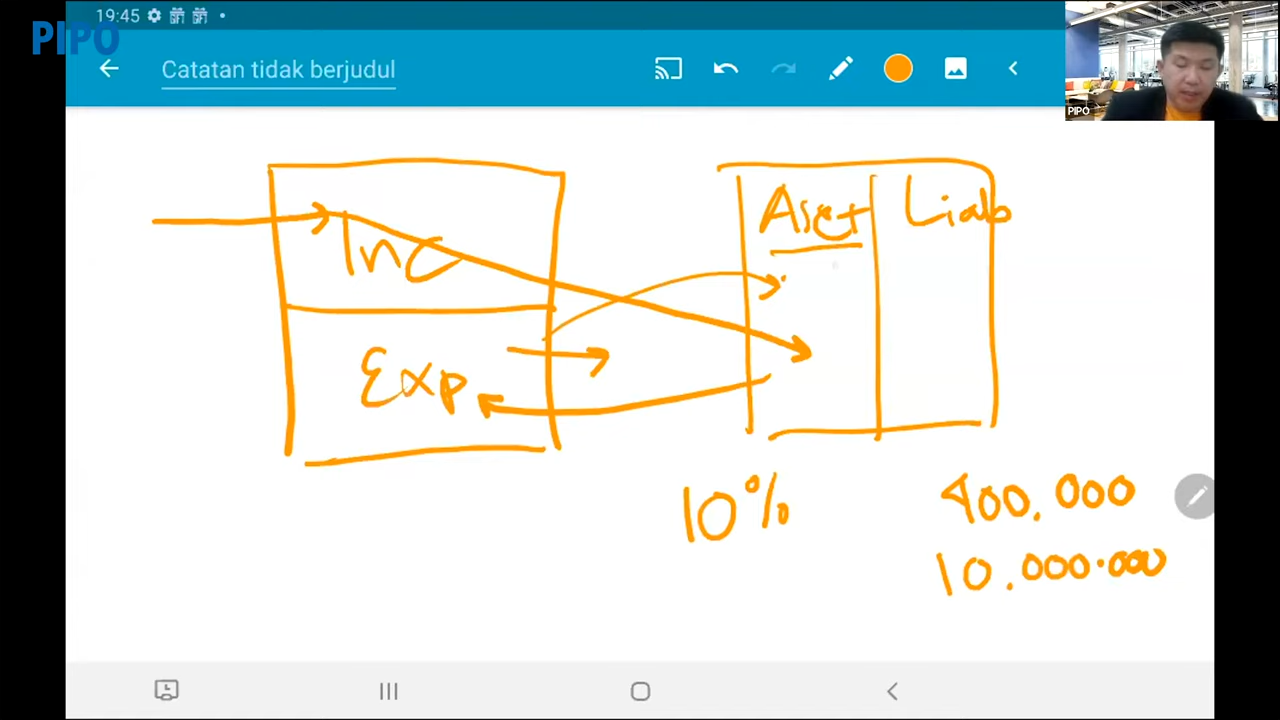 19:45
PIPO
Catatan tidak berjudul
PIPO
Inc
Exp
Aset
Liab
10%
400.000
10.000.000